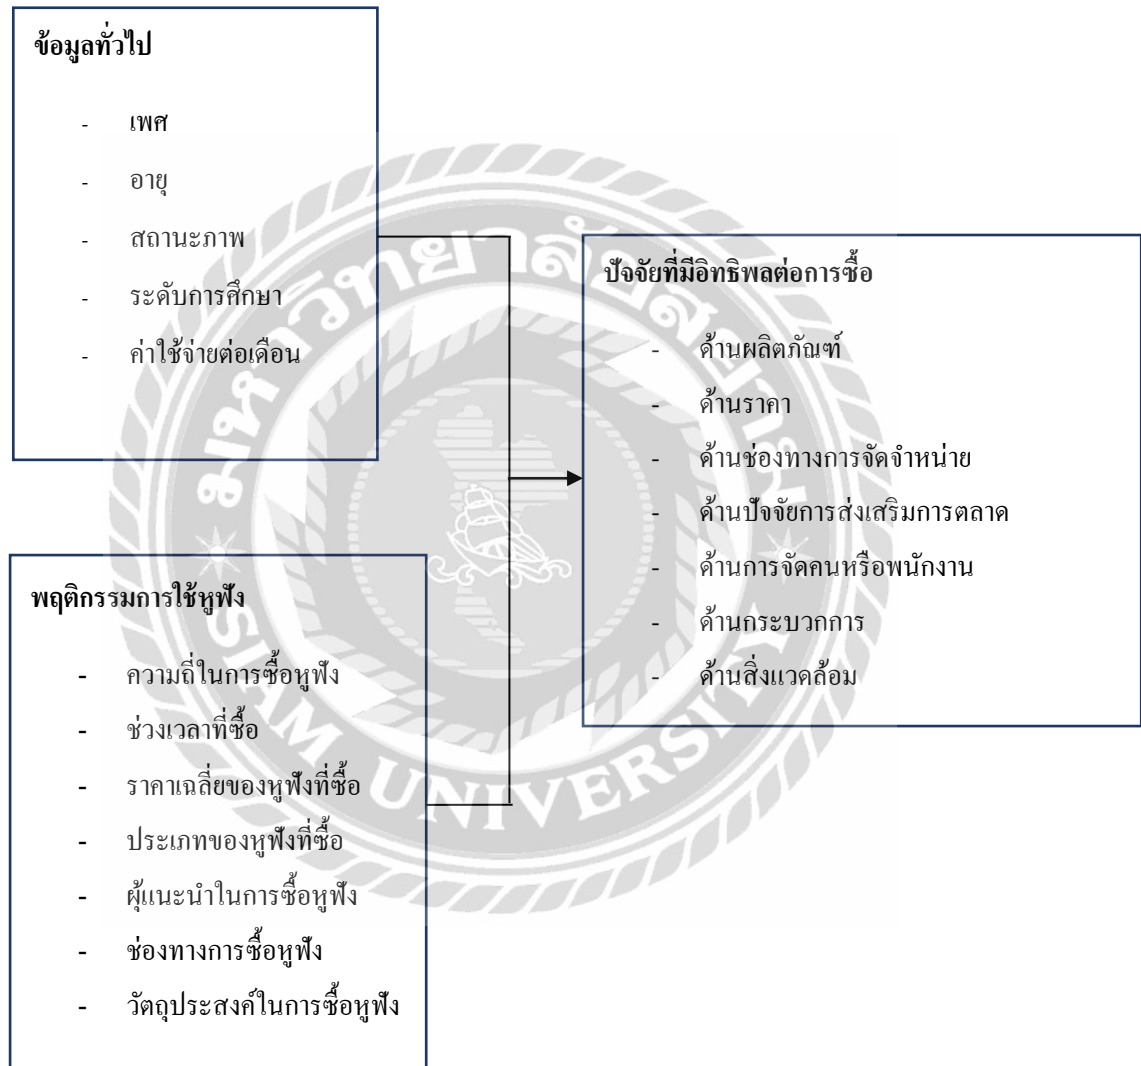 ข้อมูลทั่วไป
- เพศ
- อายุ
- สถานะภาพ
- ระดับการศึกษา
- ค่าใช้จ่ายต่อเดือน
พฤติกรรมการใช้หูฟัง
- ความถี่ในการซื้อหูฟัง
- ช่วงเวลาที่ซื้อ
- ราคาเฉลี่ยของหูฟังที่ซื้อ
- ประเภทของหูฟังที่ซื้อ
- ผู้แนะนำในการซื้อหูฟัง
- ช่องทางการซื้อหูฟัง
- วัตถุประสงค์ในการซื้อหูฟัง
ปัจจัยที่มีอิทธิพลต่อการซื้อ
- ด้านผลิตภัณฑ์
- ด้านราคา
- ด้านช่องทางการจัดจำหน่าย
- ด้านปัจจัยการส่งเสริมการตลาด
- ด้านการจัดคนหรือพนักงาน
- ด้านกระบวกการ
- ด้านสิ่งแวดล้อม
มหาวิทยาลัยสยาม
SIAM UNIVERSITY